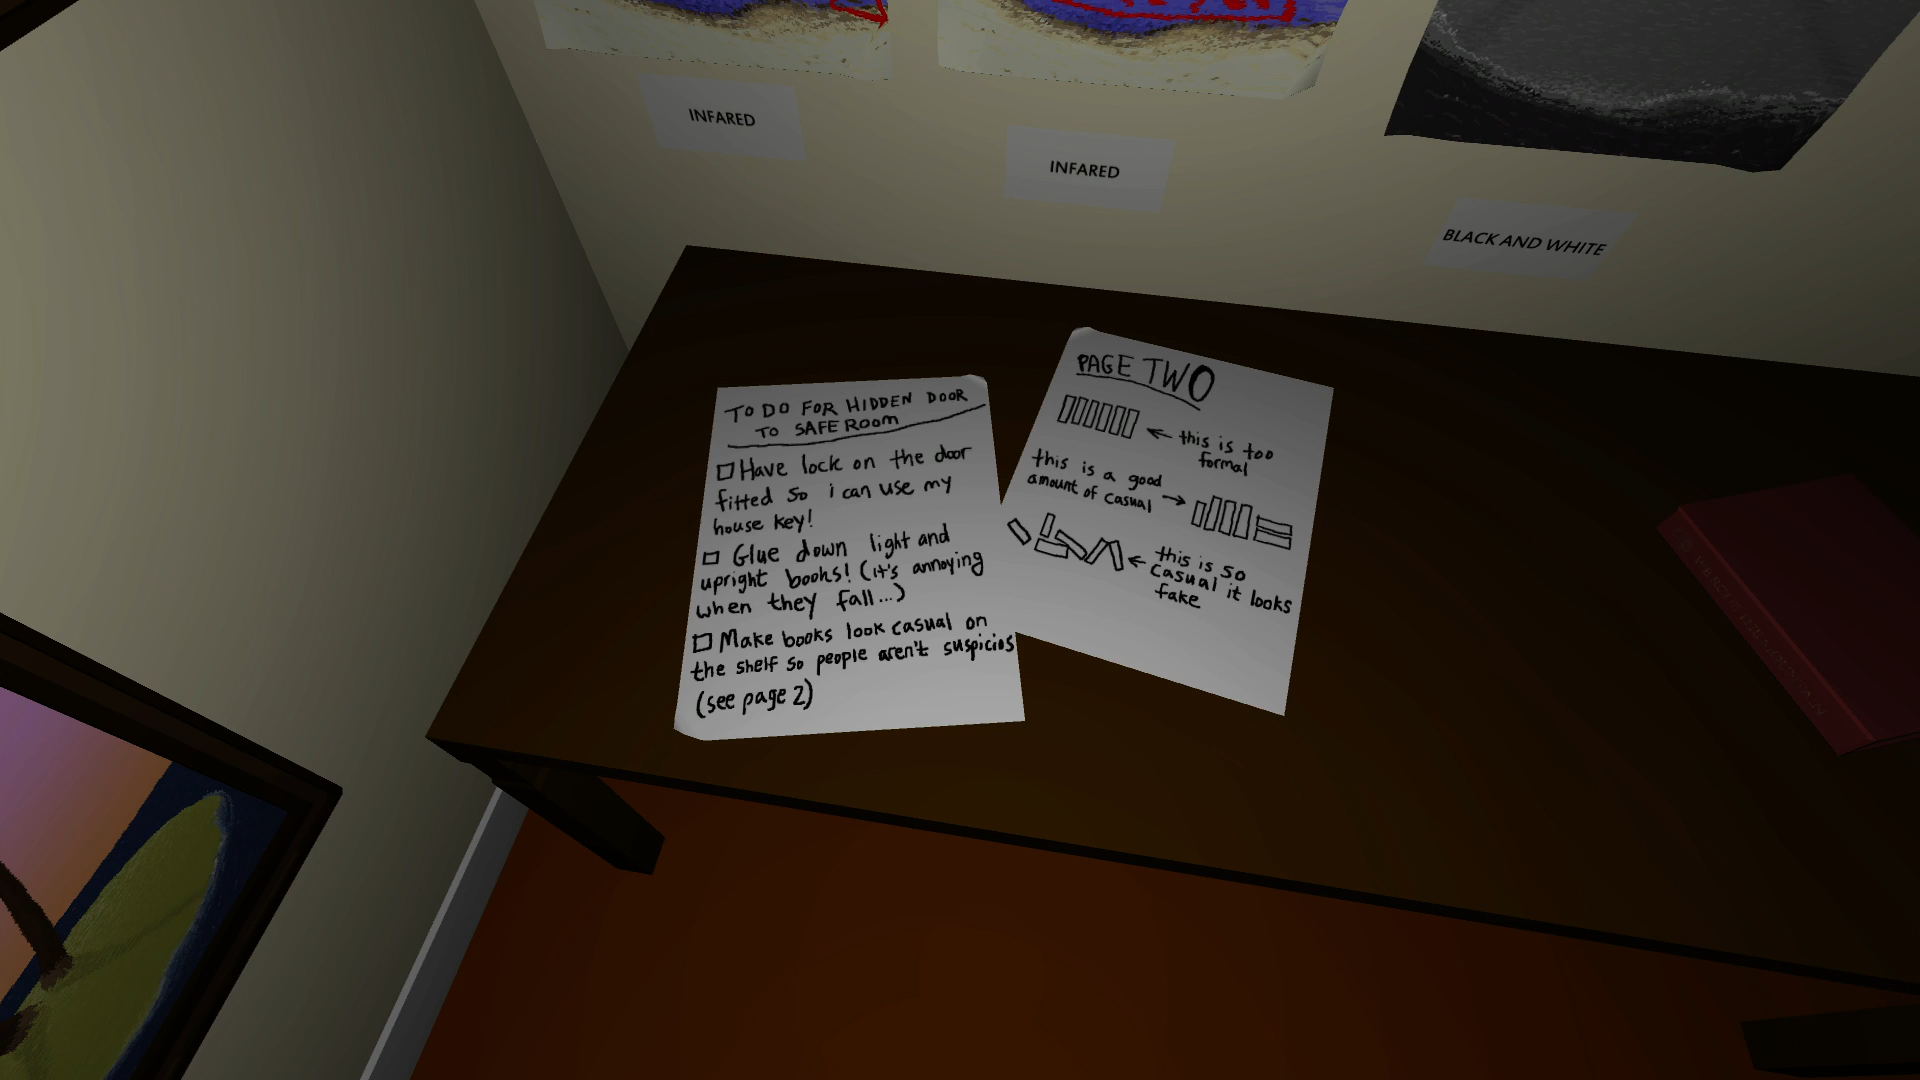 INFARED
INFARED
BLACK AND WHITE
TO DO FOR HIDDEN DOOR
TO SAFE ROOM
Have lock on the door
fitted so i can use my
house key!
Glue down light and
upright books! (it's annoying
when they fall...)
Make books look casual on
the shelf so people aren't suspicios
(see page 2)
PAGE TWO
this is too
formal
this is a good
amount of casual
this is so
casual it looks
fake